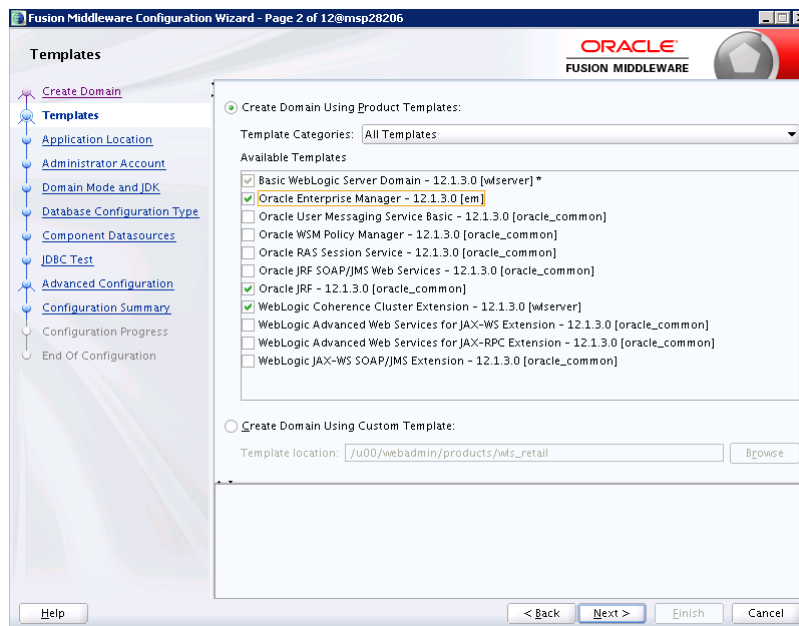 Fusion Middleware Configuration Wizard - Page 2 of 12@msp28206
Templates
ORACLE
FUSION MIDDLEWARE
Create Domain
Templates
Application Location
Administrator Account
Domain Mode and JDK
Database Configuration Type
Component Datasources
JDBC Test
Advanced Configuration
Configuration Summary
Configuration Progress
End Of Configuration
Create Domain Using Product Templates:
Template Categories: All Templates
Available Templates
Basic WebLogic Server Domain - 12.1.3.0 [wlserver] *
Oracle Enterprise Manager - 12.1.3.0 [em]
Oracle User Messaging Service Basic - 12.1.3.0 [oracle_common]
Oracle WSM Policy Manager - 12.1.3.0 [oracle_common]
Oracle RAS Session Service - 12.1.3.0 [oracle_common]
Oracle JRF SOAP/JMS Web Services - 12.1.3.0 [oracle_common]
Oracle JRF - 12.1.3.0 [oracle_common]
WebLogic Coherence Cluster Extension - 12.1.3.0 [wlserver]
WebLogic Advanced Web Services for JAX-WS Extension - 12.1.3.0 [oracle_common]
WebLogic Advanced Web Services for JAX-RPC Extension - 12.1.3.0 [oracle_common]
WebLogic JAX-WS SOAP/JMS Extension - 12.1.3.0 [oracle_common]
Create Domain Using Custom Template:
Template location: /u00/webadmin/products/wls_retail Browse
Help < Back Next > Finish Cancel